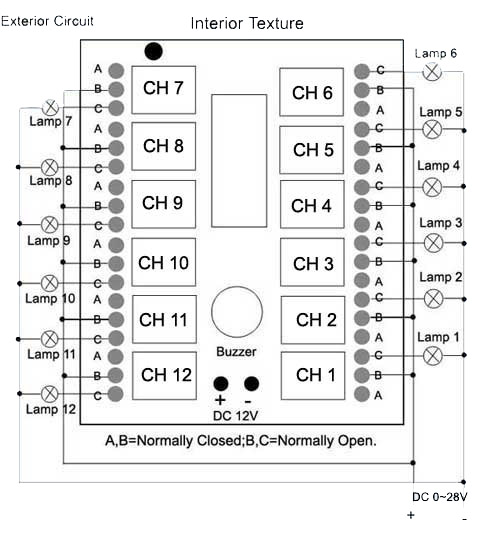 Exterior Circuit
Interior Texture
A
B
C
CH 7
Lamp 7
A
B
C
CH 8
Lamp 8
A
B
C
CH 9
Lamp 9
A
B
C
CH 10
Lamp 10
A
B
C
CH 11
Lamp 11
A
B
C
CH 12
Lamp 12
Lamp 6
CH 6
C
B
A
Lamp 5
CH 5
C
B
A
Lamp 4
CH 4
C
B
A
Lamp 3
CH 3
C
B
A
Lamp 2
CH 2
C
B
A
Lamp 1
CH 1
C
B
A
Buzzer
+ -
DC 12V
A,B=Normally Closed;B,C=Normally Open.
DC 0~28V
+ -